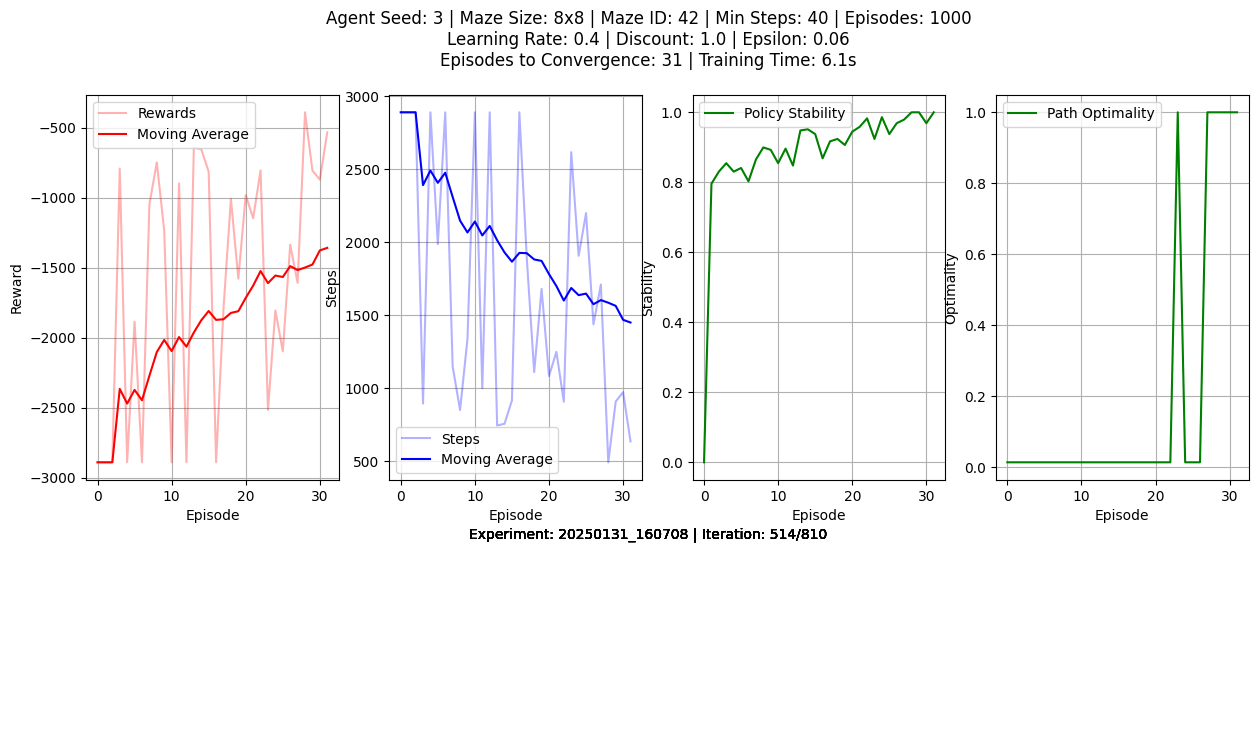 Agent Seed: 3 | Maze Size: 8x8 | Maze ID: 42 | Min Steps: 40 | Episodes: 1000
Learning Rate: 0.4 | Discount: 1.0 | Epsilon: 0.06
Episodes to Convergence: 31 | Training Time: 6.1s
Rewards
Moving Average
−500
−1000
−1500
−2000
−2500
−3000
Reward
0
10
20
30
Episode
3000
2500
2000
1500
1000
500
Steps
Steps
Moving Average
0
10
20
30
Episode
Policy Stability
1.0
0.8
0.6
0.4
0.2
0.0
Stability
0
10
20
30
Episode
Path Optimality
1.0
0.8
0.6
0.4
0.2
0.0
Optimality
0
10
20
30
Episode
Experiment: 20250131_160708 | Iteration: 514/810